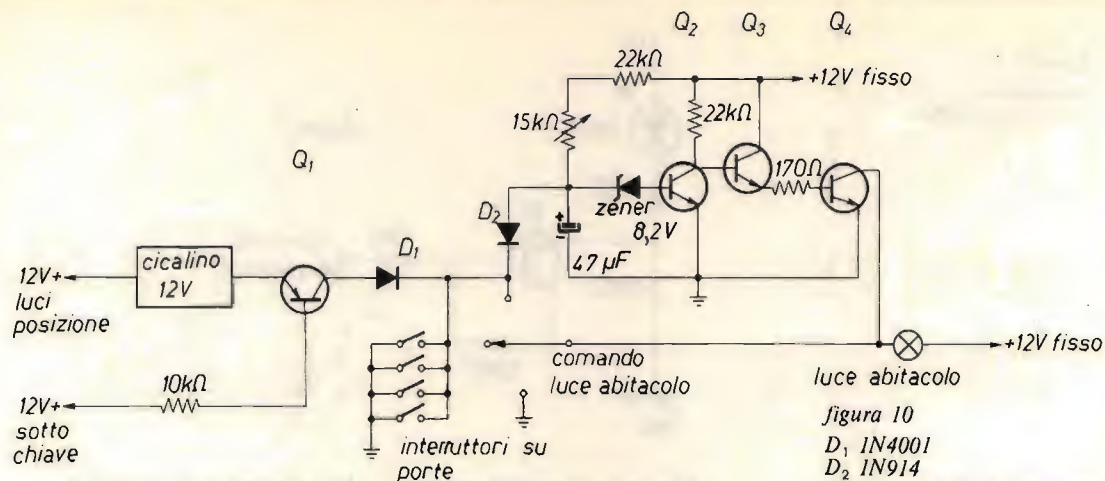 Q2
Q3
Q4
22kΩ
+12V fisso
15kΩ
22kΩ
Q1
170Ω
D2
zener
8,2V
+
-
47 µF
D1
12V+
luci
posizione
cicalino
12V
comando
luce abitacolo
+12V fisso
luce abitacolo
10kΩ
12V+
sotto
chiave
interruttori su
porte
figura 10
D1 1N4001
D2 1N914